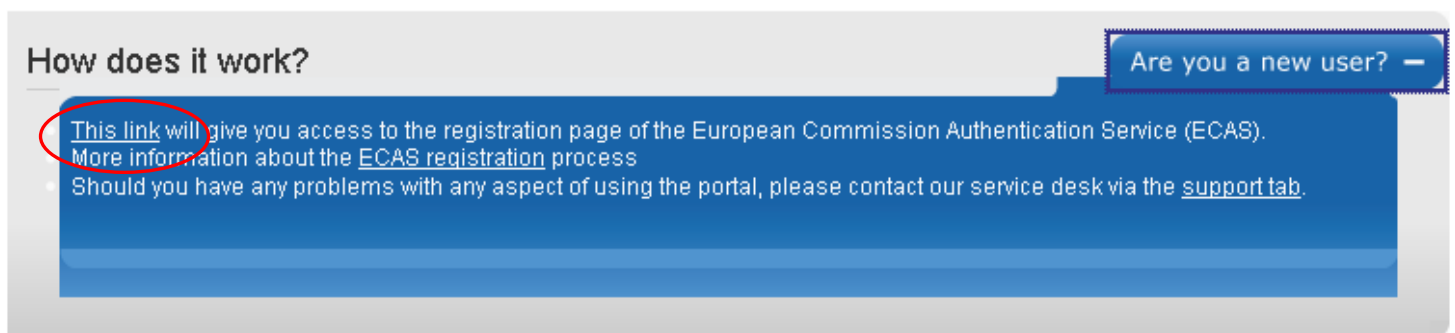 How does it work?
Are you a new user? –
This link will give you access to the registration page of the European Commission Authentication Service (ECAS).
More information about the ECAS registration process
Should you have any problems with any aspect of using the portal, please contact our service desk via the support tab.